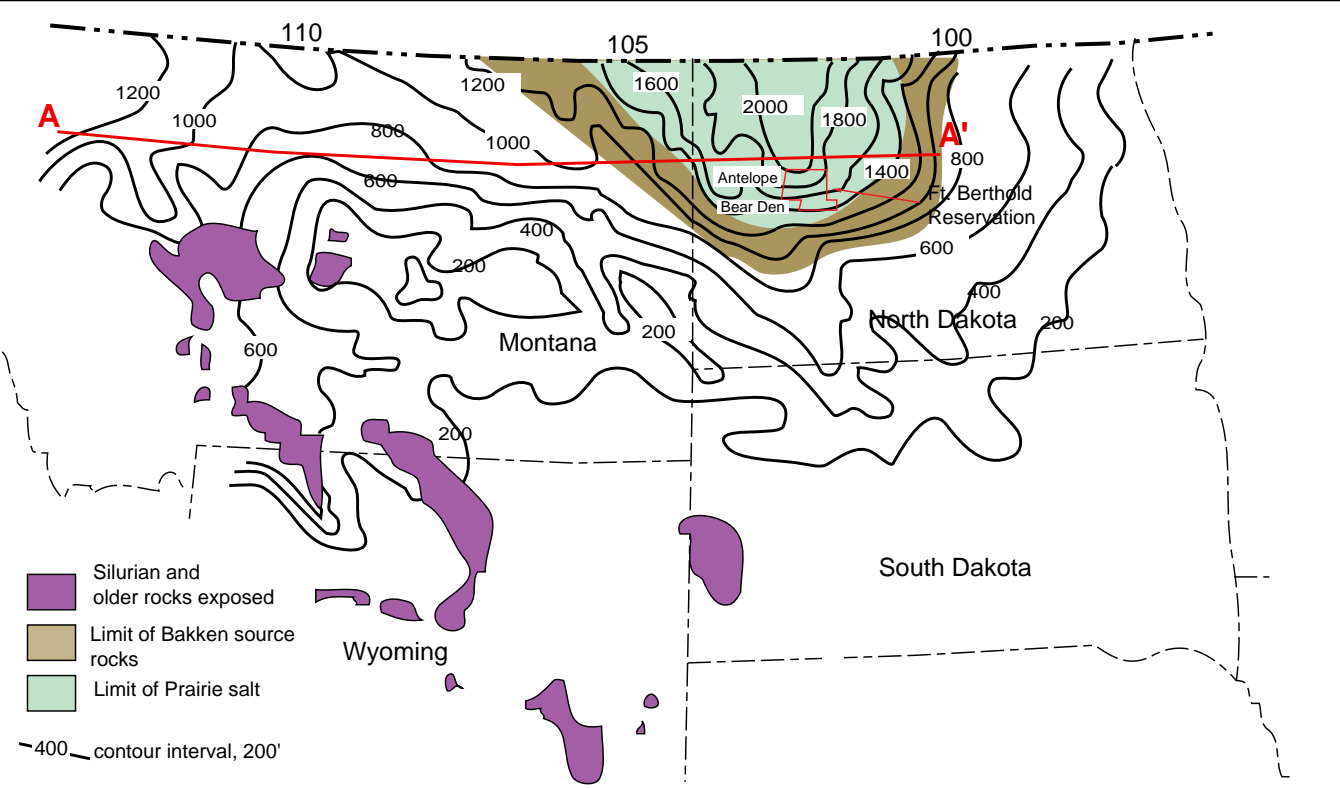 110
105
100
1200
1000
A
800
1000
600
1200
1600
2000
1800
A'
800
1400
Antelope
Bear Den
Ft. Berthold
Reservation
600
400
200
400
200
North Dakota
200
Montana
200
600
200
South Dakota
Wyoming
Silurian and
older rocks exposed
Limit of Bakken source
rocks
Limit of Prairie salt
400 contour interval, 200'